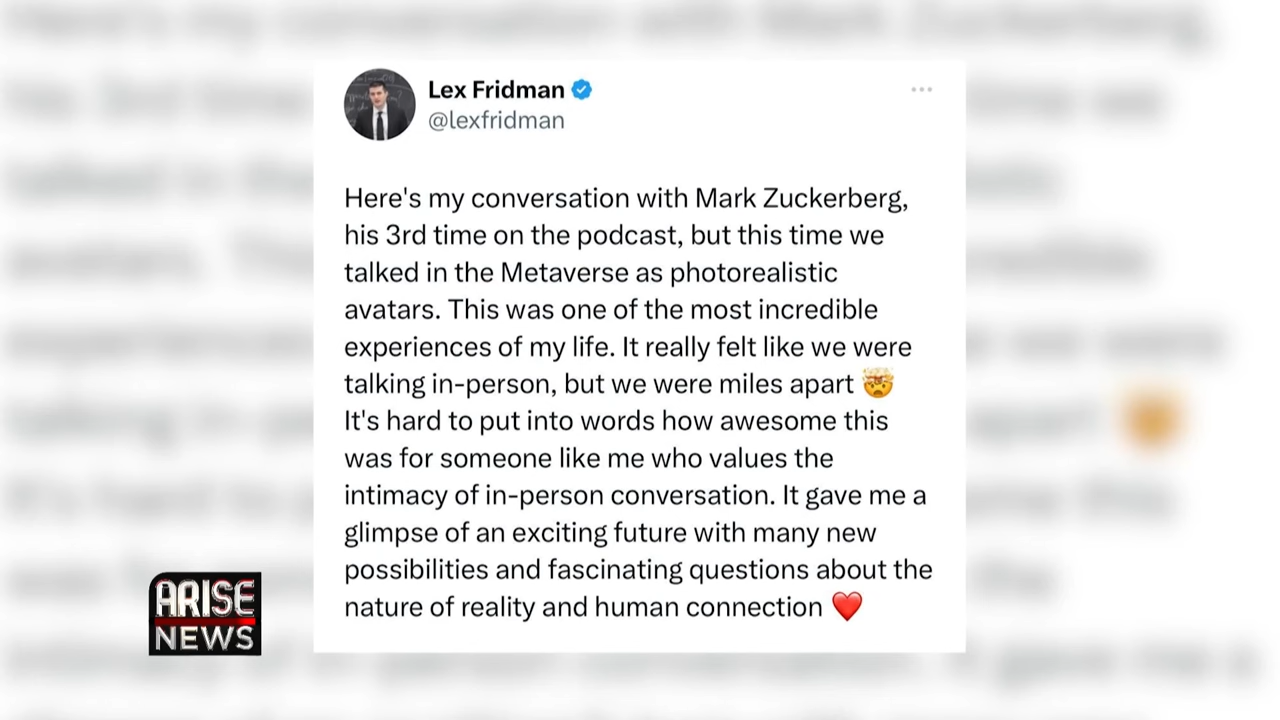 Lex Fridman
@lexfridman
Here's my conversation with Mark Zuckerberg,
his 3rd time on the podcast, but this time we
talked in the Metaverse as photorealistic
avatars. This was one of the most incredible
experiences of my life. It really felt like we were
talking in-person, but we were miles apart 🤯
It's hard to put into words how awesome this
was for someone like me who values the
intimacy of in-person conversation. It gave me a
glimpse of an exciting future with many new
possibilities and fascinating questions about the
nature of reality and human connection ❤️
ARISE
NEWS